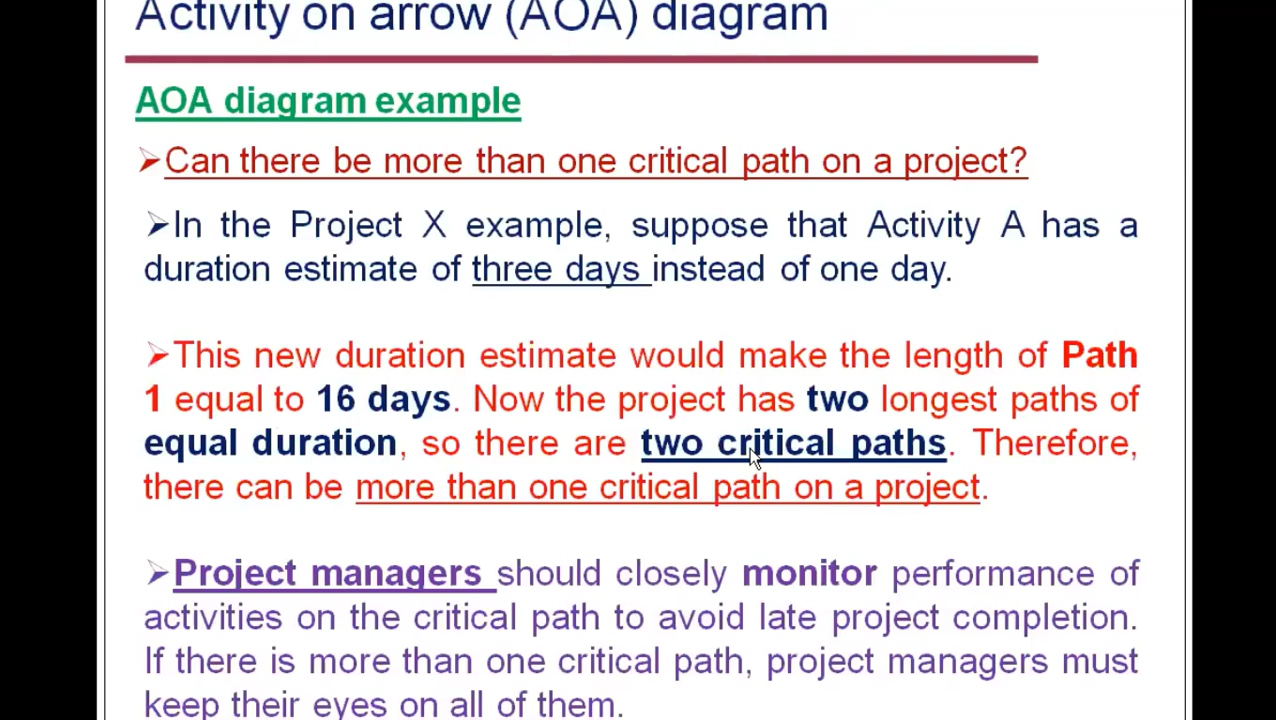 Activity on arrow (AOA) diagram
AOA diagram example
➢Can there be more than one critical path on a project?
➢In the Project X example, suppose that Activity A has a
duration estimate of three days instead of one day.
➢This new duration estimate would make the length of Path
1 equal to 16 days. Now the project has two longest paths of
equal duration, so there are two critical paths. Therefore,
there can be more than one critical path on a project.
➢Project managers should closely monitor performance of
activities on the critical path to avoid late project completion.
If there is more than one critical path, project managers must
keep their eyes on all of them.